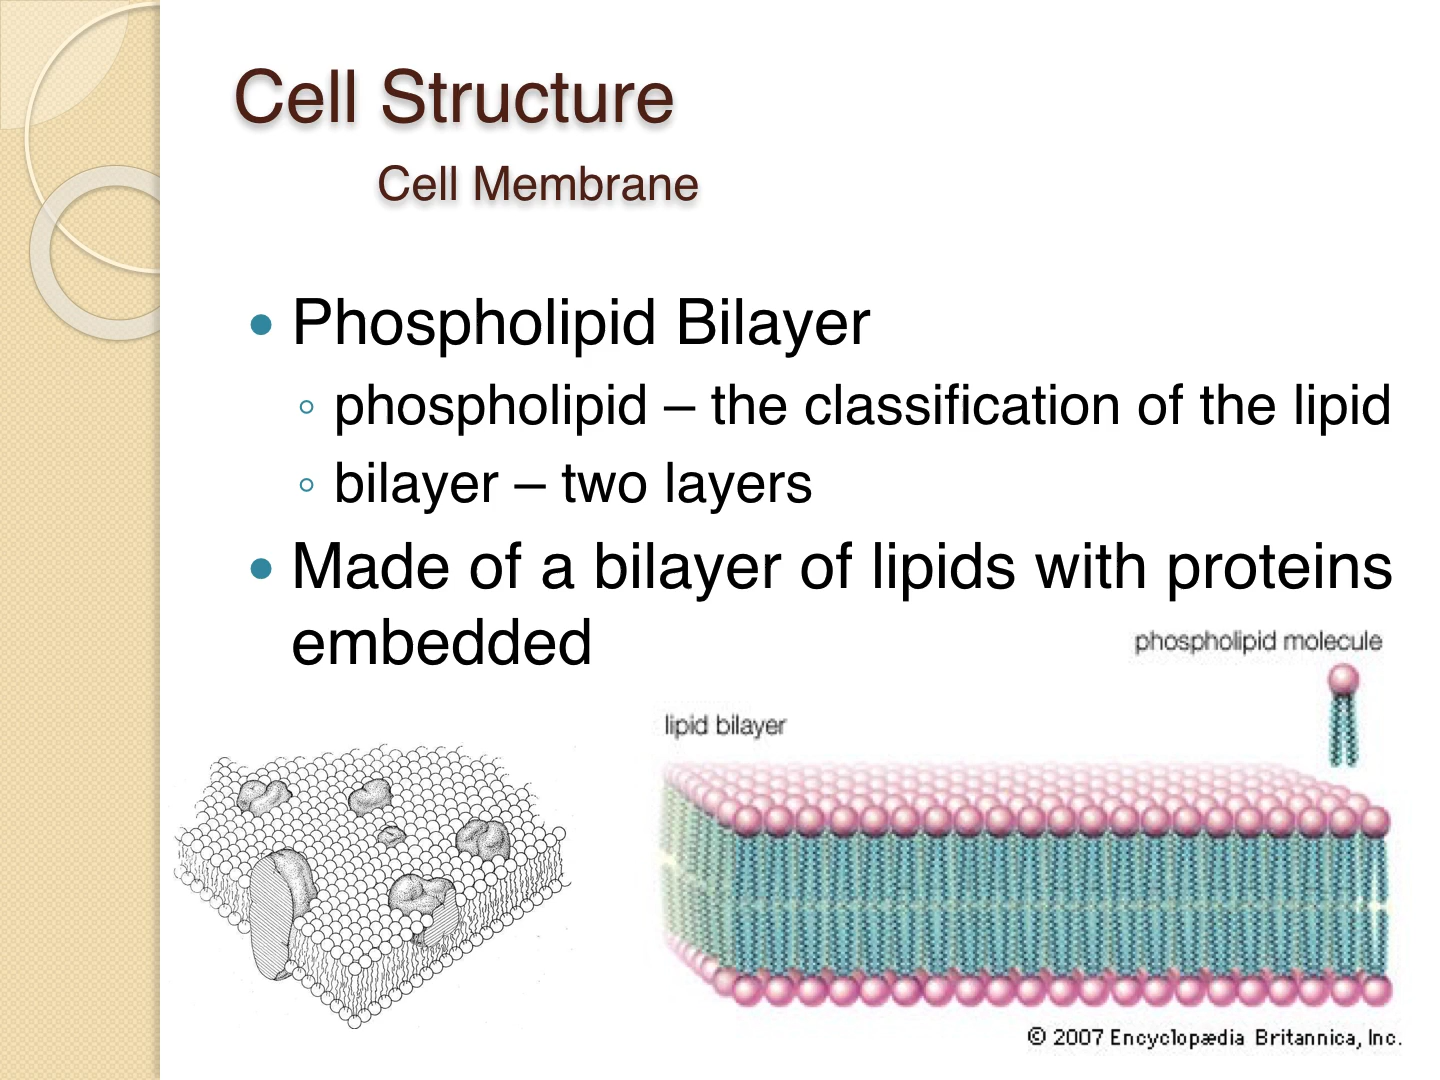 Cell Structure
Cell Membrane
• Phospholipid Bilayer
◦ phospholipid – the classification of the lipid
◦ bilayer – two layers
• Made of a bilayer of lipids with proteins
embedded
phospholipid molecule
lipid bilayer
© 2007 Encyclopædia Britannica, Inc.